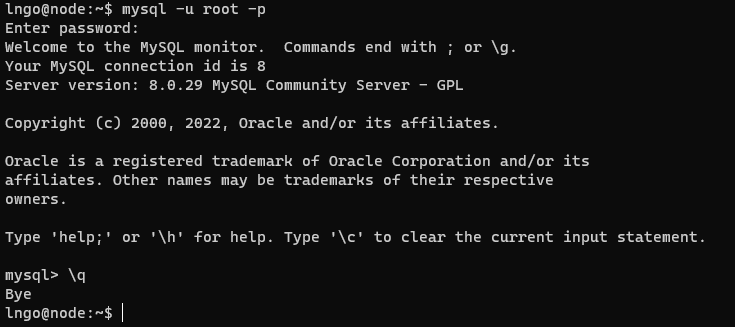 lngo@node:~$ mysql -u root -p
Enter password:
Welcome to the MySQL monitor.  Commands end with ; or \g.
Your MySQL connection id is 8
Server version: 8.0.29 MySQL Community Server - GPL
Copyright (c) 2000, 2022, Oracle and/or its affiliates.
Oracle is a registered trademark of Oracle Corporation and/or its
affiliates. Other names may be trademarks of their respective
owners.
Type 'help;' or '\h' for help. Type '\c' to clear the current input statement.
mysql> \q
Bye
lngo@node:~$